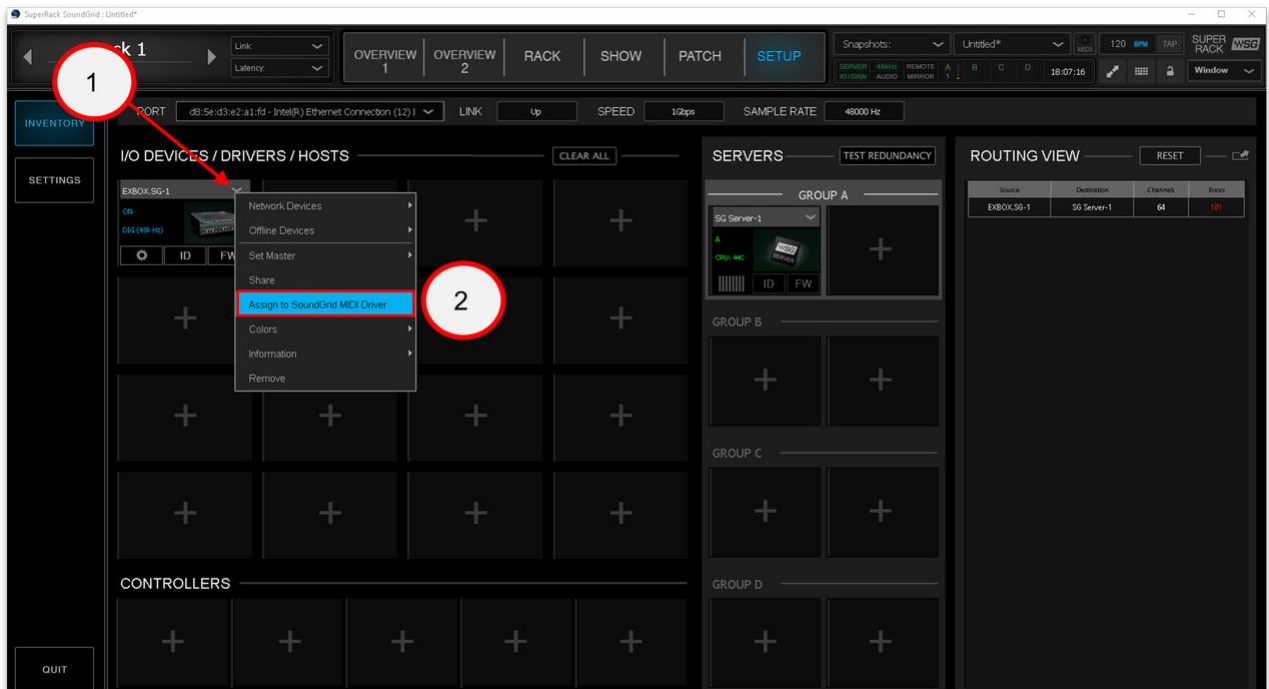 SuperRack SoundGrid : Untitled*
ck 1
Link:
Latency:
OVERVIEW 1
OVERVIEW 2
RACK
SHOW
PATCH
SETUP
Snapshots:
Untitled*
MIDI
120 BPM TAP
SUPER RACK WSG
SERVER 48kHz REMOTE A B C D
IO/DAW AUDIO MIRROR 1
18:07:16
Window
1
INVENTORY
SETTINGS
QUIT
PORT d8:5e:d3:e2:a1:fd - Intel(R) Ethernet Connection (12) I LINK Up SPEED 1Gbps SAMPLE RATE 48000 Hz
I/O DEVICES / DRIVERS / HOSTS
CLEAR ALL
EXBOX.SG-1
ON
DIG (48k Hz)
ID FW
Network Devices
Offline Devices
Set Master
Share
Assign to SoundGrid MIDI Driver
2
Colors
Information
Remove
CONTROLLERS
SERVERS
TEST REDUNDANCY
GROUP A
SG Server-1
A
CPU: 44C
WSG
SERVER
ID FW
GROUP B
GROUP C
GROUP D
ROUTING VIEW
RESET
Source Destination Channels Errors
EXBOX.SG-1 SG Server-1 64 101